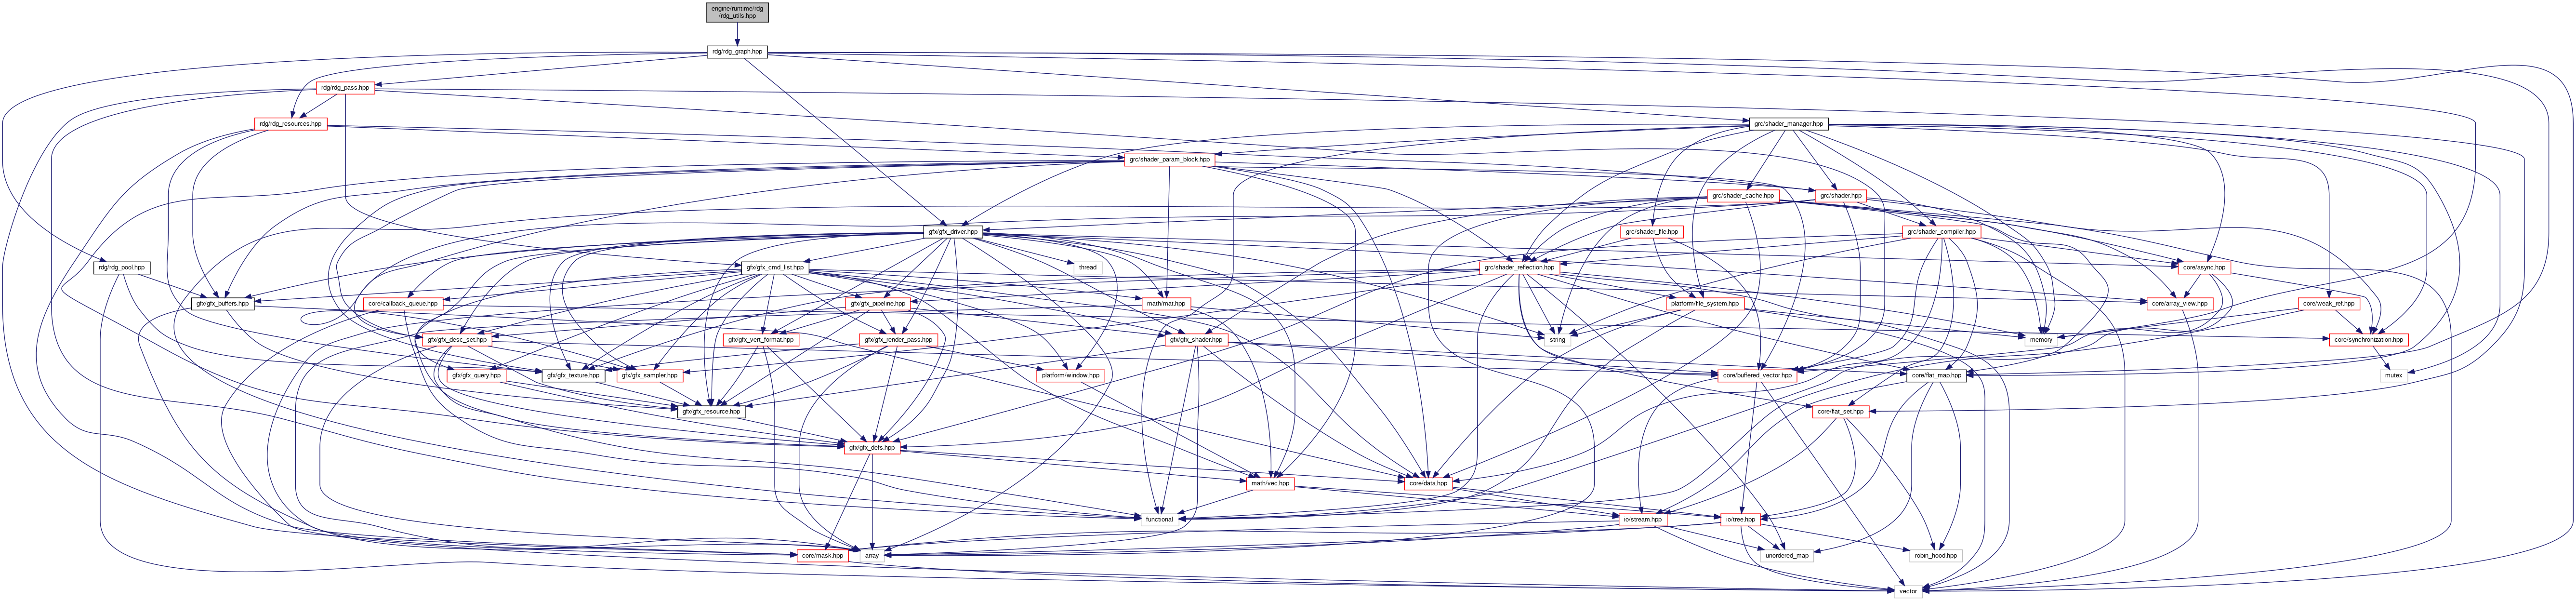 engine/runtime/rdg
/rdg_utils.hpp
rdg/rdg_graph.hpp
rdg/rdg_pass.hpp
rdg/rdg_resources.hpp
grc/shader_manager.hpp
grc/shader_param_block.hpp
grc/shader_cache.hpp
grc/shader.hpp
gfx/gfx_driver.hpp
grc/shader_file.hpp
grc/shader_compiler.hpp
rdg/rdg_pool.hpp
gfx/gfx_cmd_list.hpp
thread
grc/shader_reflection.hpp
core/async.hpp
gfx/gfx_buffers.hpp
core/callback_queue.hpp
gfx/gfx_pipeline.hpp
math/mat.hpp
platform/file_system.hpp
core/array_view.hpp
core/weak_ref.hpp
gfx/gfx_desc_set.hpp
gfx/gfx_vert_format.hpp
gfx/gfx_render_pass.hpp
gfx/gfx_shader.hpp
string
memory
core/synchronization.hpp
gfx/gfx_query.hpp
gfx/gfx_texture.hpp
gfx/gfx_sampler.hpp
platform/window.hpp
core/buffered_vector.hpp
core/flat_map.hpp
mutex
gfx/gfx_resource.hpp
core/flat_set.hpp
gfx/gfx_defs.hpp
math/vec.hpp
core/data.hpp
functional
io/stream.hpp
io/tree.hpp
core/mask.hpp
array
unordered_map
robin_hood.hpp
vector